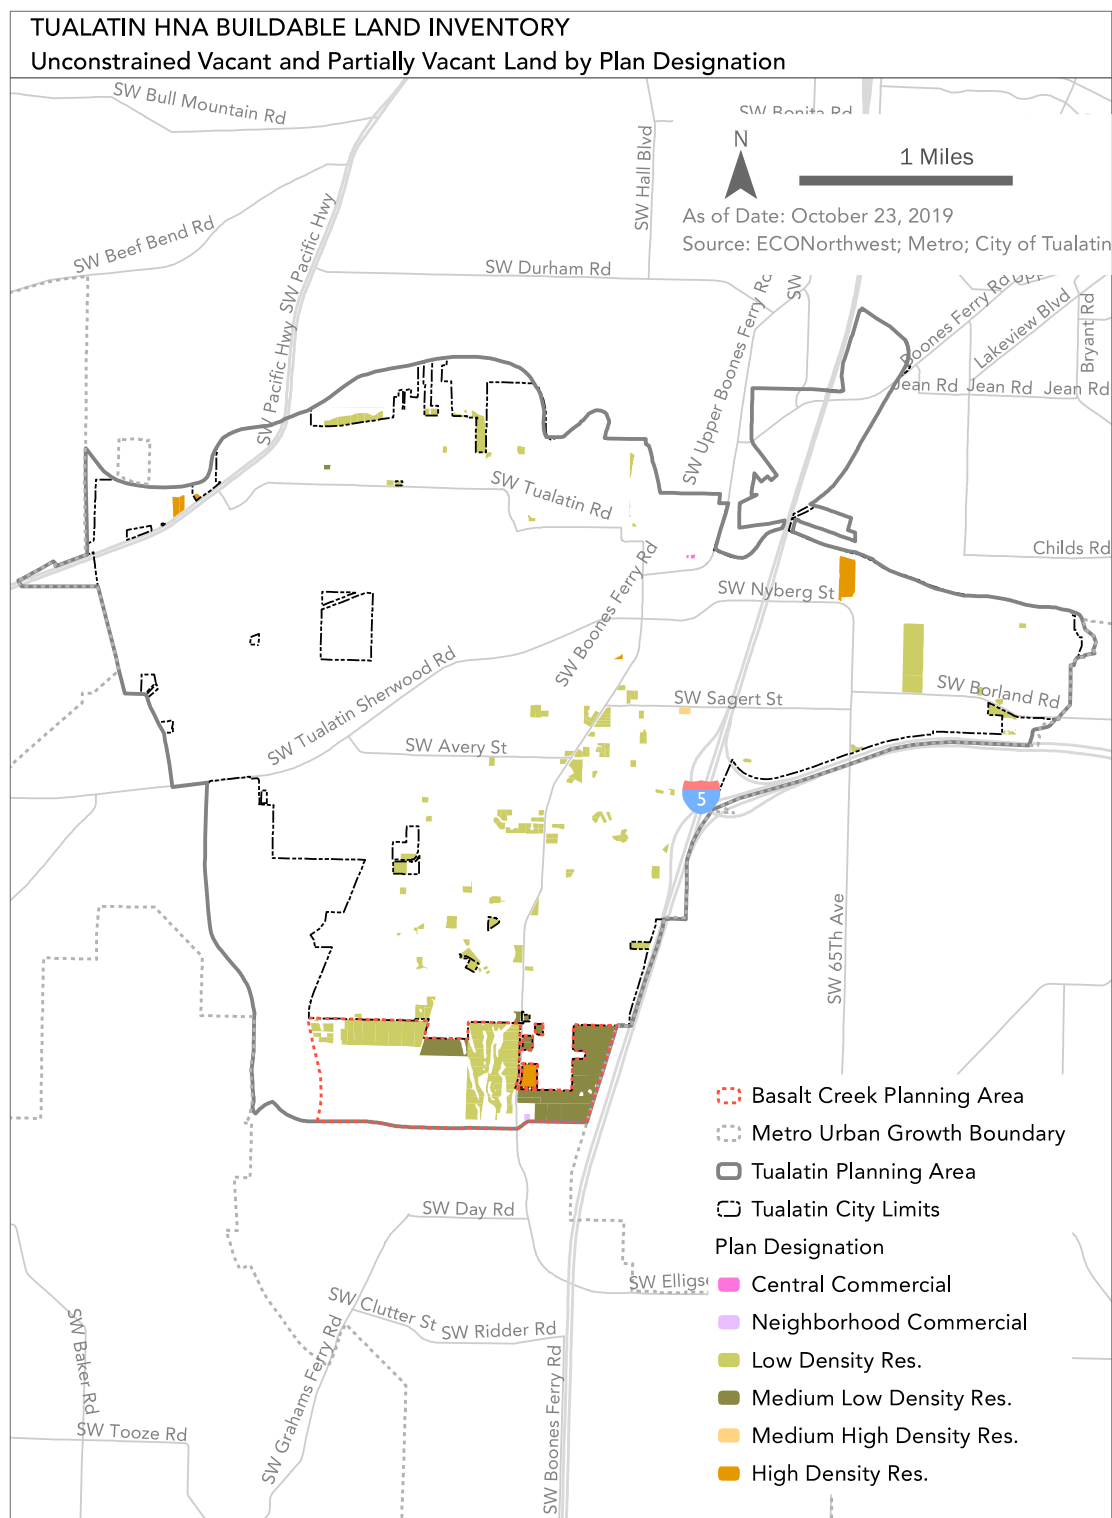 TUALATIN HNA BUILDABLE LAND INVENTORY
Unconstrained Vacant and Partially Vacant Land by Plan Designation
SW Bull Mountain Rd
SW Bonita Rd
SW Hall Blvd
N
1 Miles
As of Date: October 23, 2019
Source: ECONorthwest; Metro; City of Tualatin
SW Beef Bend Rd
SW Pacific Hwy
SW Pacific Hwy
SW Durham Rd
SW Upper Boones Ferry Rd
SW
Boones Ferry Rd
Lakeview Blvd
Bryant Rd
Jean Rd
Jean Rd
Jean Rd
SW Tualatin Rd
Childs Rd
SW Nyberg St
SW Boones Ferry Rd
SW Tualatin Sherwood Rd
SW Sagert St
SW Borland Rd
SW Avery St
5
SW 65Th Ave
Basalt Creek Planning Area
Metro Urban Growth Boundary
Tualatin Planning Area
Tualatin City Limits
Plan Designation
Central Commercial
Neighborhood Commercial
Low Density Res.
Medium Low Density Res.
Medium High Density Res.
High Density Res.
SW Day Rd
SW Clutter St
SW Ridder Rd
SW Baker Rd
SW Tooze Rd
SW Grahams Ferry Rd
SW Boones Ferry Rd